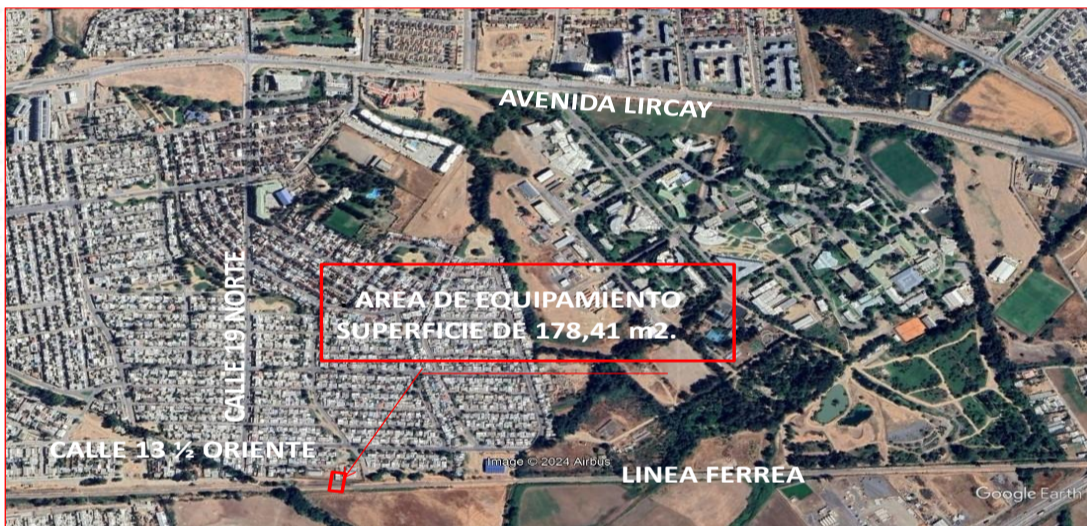 AVENIDA LIRCAY
CALLE 19 NORTE
AREA DE EQUIPAMIENTO
SUPERFICIE DE 178,41 m2.
CALLE 13 ½ ORIENTE
Image © 2024 Airbus
LINEA FERREA
Google Earth